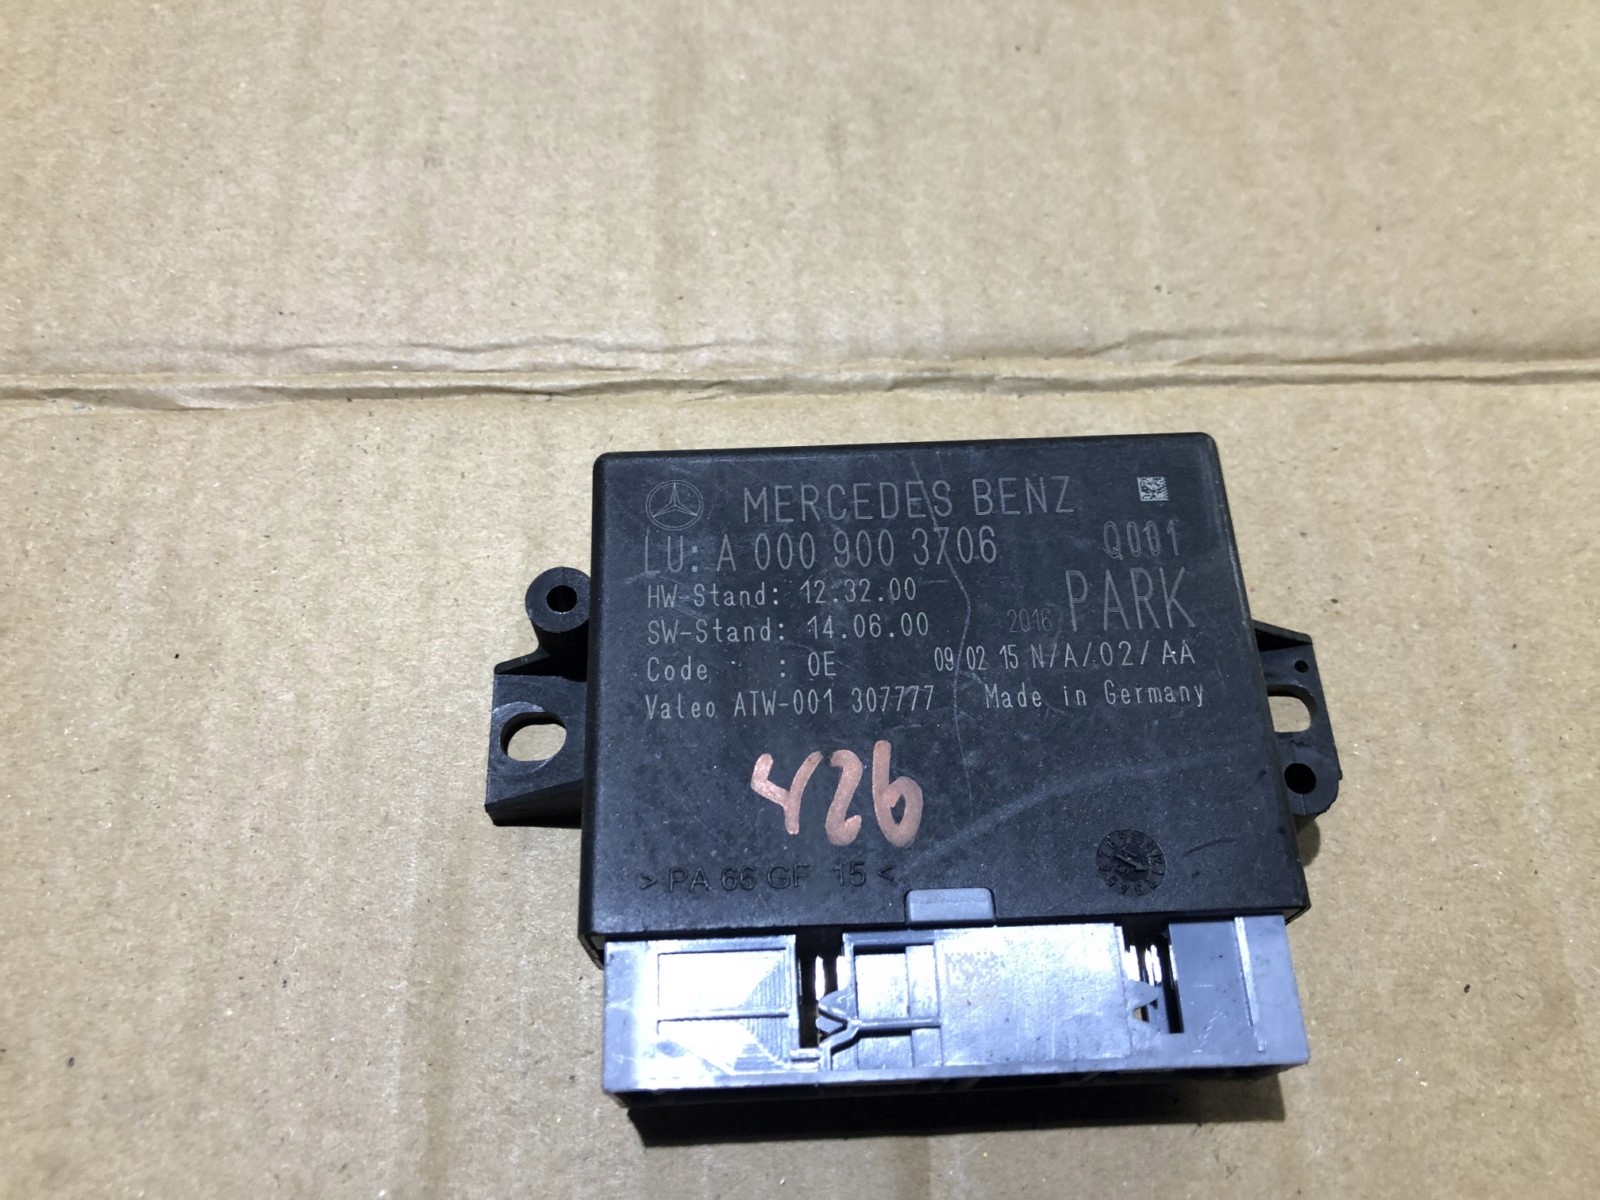 MERCEDES BENZ
LU: A 000 900 3706 Q001
HW-Stand: 12.32.00
SW-Stand: 14.06.00 2016 PARK
Code : 0E 09/02 15 N/A/02/AA
Valeo ATW-001 307777 Made in Germany
426
> PA 66 GF 15 <